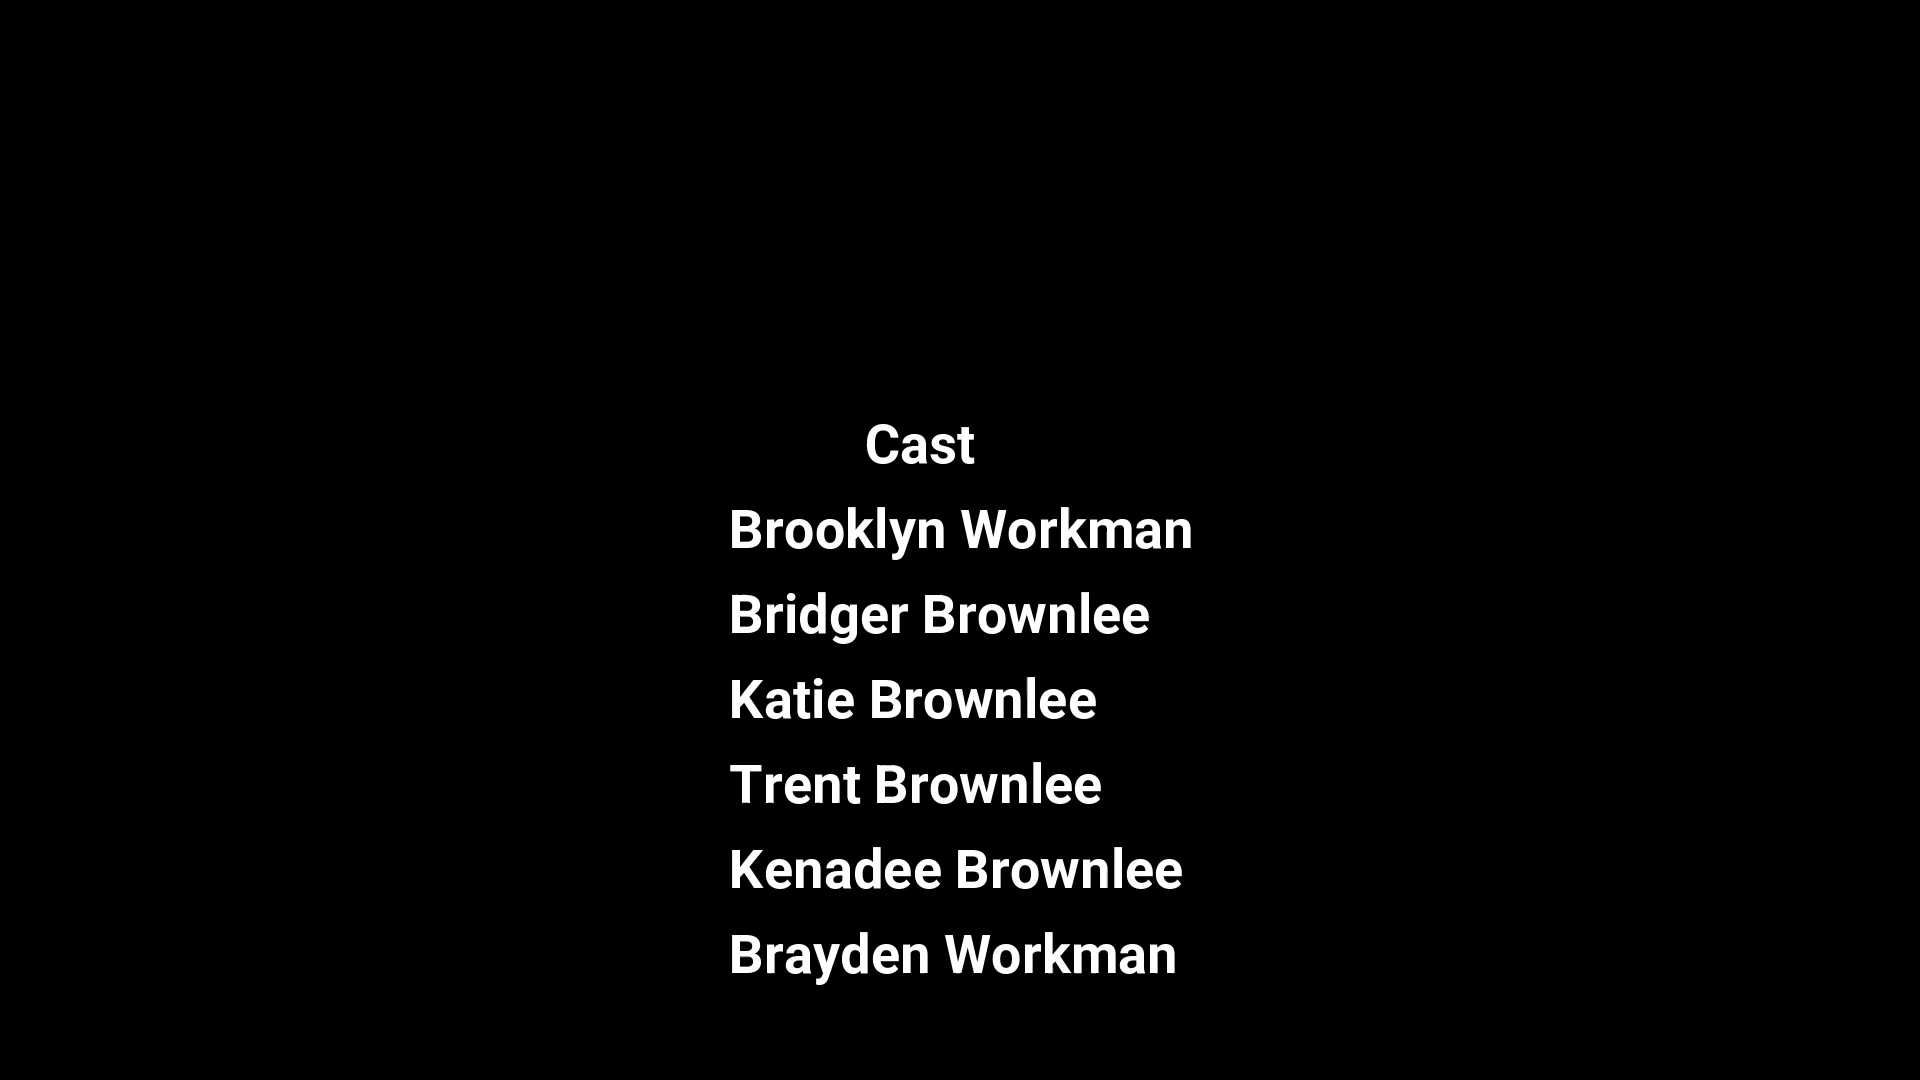 Cast
Brooklyn Workman
Bridger Brownlee
Katie Brownlee
Trent Brownlee
Kenadee Brownlee
Brayden Workman